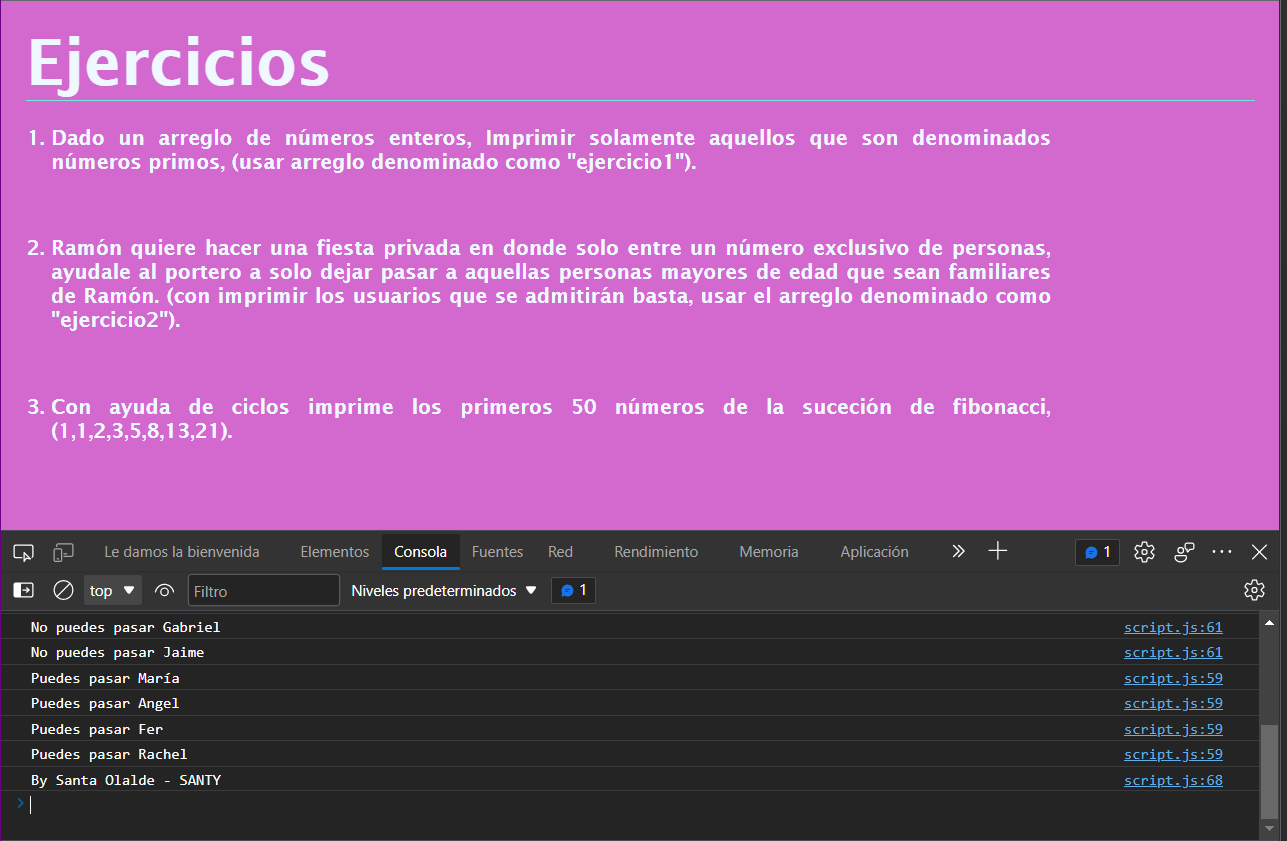 Ejercicios
1. Dado un arreglo de números enteros, Imprimir solamente aquellos que son denominados
números primos, (usar arreglo denominado como "ejercicio1").
2. Ramón quiere hacer una fiesta privada en donde solo entre un número exclusivo de personas,
ayudale al portero a solo dejar pasar a aquellas personas mayores de edad que sean familiares
de Ramón. (con imprimir los usuarios que se admitirán basta, usar el arreglo denominado como
"ejercicio2").
3. Con ayuda de ciclos imprime los primeros 50 números de la suceción de fibonacci,
(1,1,2,3,5,8,13,21).
Le damos la bienvenida Elementos Consola Fuentes Red Rendimiento Memoria Aplicación 1
top Filtro Niveles predeterminados 1
No puedes pasar Gabriel script.js:61
No puedes pasar Jaime script.js:61
Puedes pasar María script.js:59
Puedes pasar Angel script.js:59
Puedes pasar Fer script.js:59
Puedes pasar Rachel script.js:59
By Santa Olalde - SANTY script.js:68